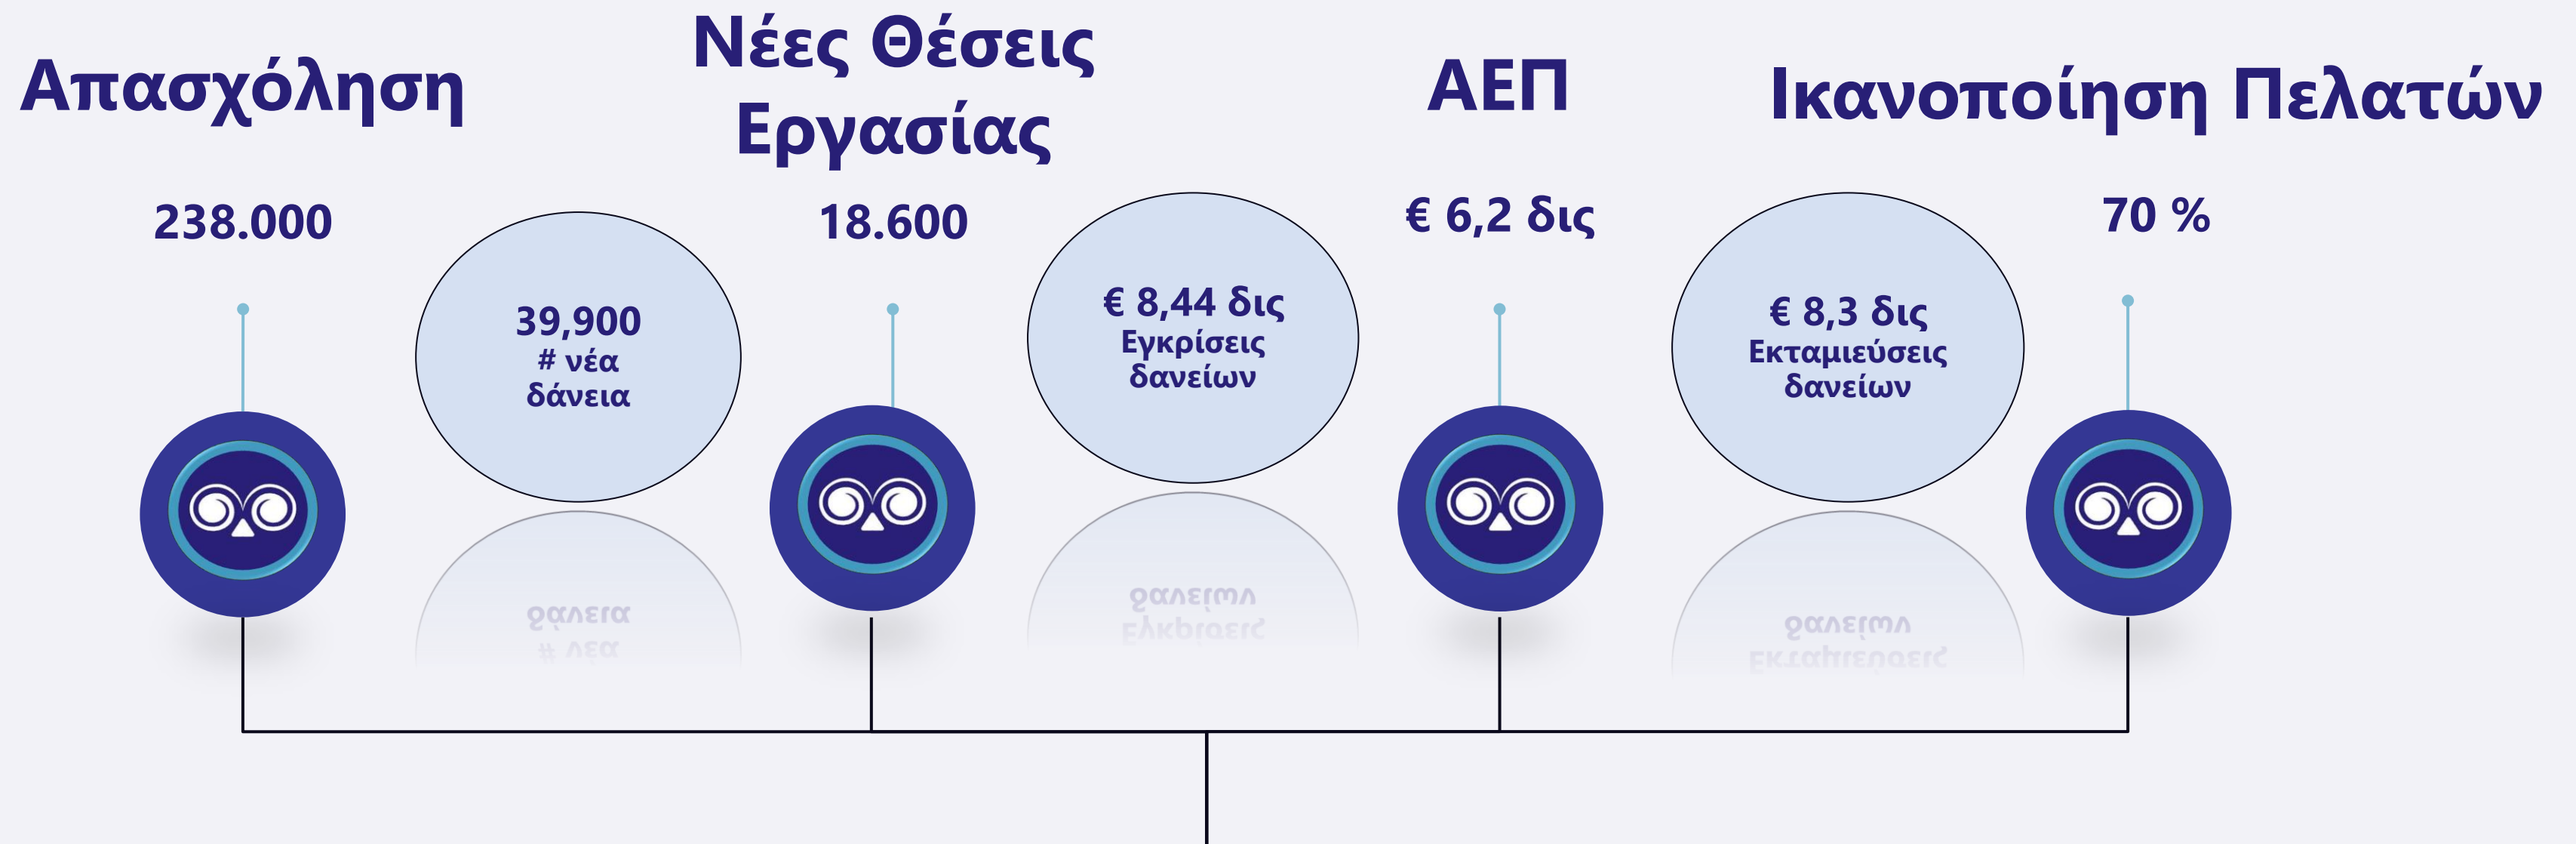 Απασχόληση
238.000
39,900
# νέα
δάνεια
Νέες Θέσεις
Εργασίας
18.600
€ 8,44 δις
Εγκρίσεις
δανείων
ΑΕΠ
€ 6,2 δις
€ 8,3 δις
Εκταμιεύσεις
δανείων
Ικανοποίηση Πελατών
70 %